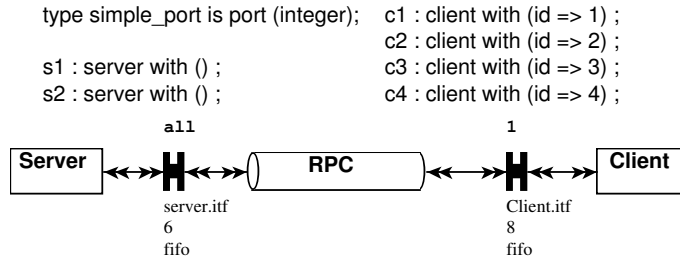 type simple_port is port (integer);
c1 : client with (id => 1) ;
c2 : client with (id => 2) ;
s1 : server with () ;
c3 : client with (id => 3) ;
s2 : server with () ;
c4 : client with (id => 4) ;
all
1
Server
RPC
Client
server.itf
6
fifo
Client.itf
8
fifo